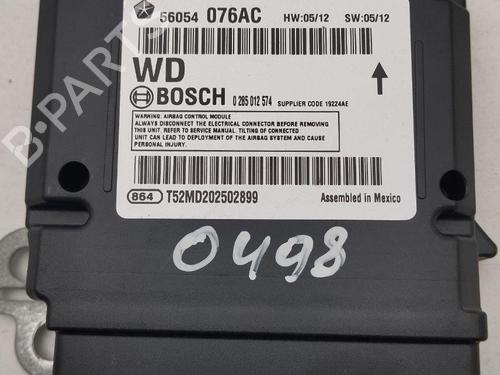 56054 076AC HW:05/12 SW:05/12
WD
BOSCH 0 285 012 574 SUPPLIER CODE 19224AE
WARNING: AIRBAG CONTROL MODULE
ALWAYS DISCONNECT THE ELECTRICAL CONNECTOR BEFORE REMOVING
THIS UNIT. REFER TO SERVICE MANUAL. TILTING OF CONNECTED
UNIT CAN LEAD TO DEPLOYMENT OF THE AIRBAG SYSTEM AND CAUSE
PERSONAL INJURY.
864 T52MD202502899 Assembled in Mexico
0498
B-PARTS
B-PARTS
B-PARTS